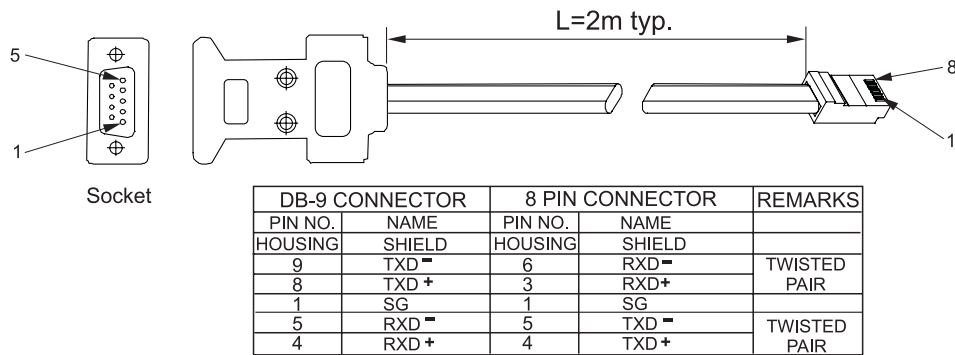 L=2m typ.
5
8
1
1
Socket
DB-9 CONNECTOR 8 PIN CONNECTOR REMARKS
PIN NO. NAME PIN NO. NAME
HOUSING SHIELD HOUSING SHIELD
9 TXD- 6 RXD- TWISTED
8 TXD+ 3 RXD+ PAIR
1 SG 1 SG
5 RXD- 5 TXD- TWISTED
4 RXD+ 4 TXD+ PAIR